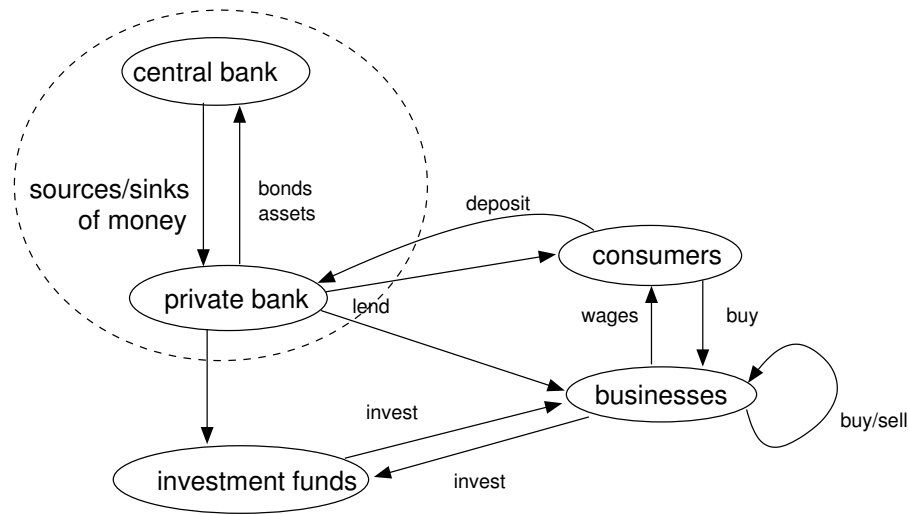 central bank
sources/sinks
of money
bonds
assets
deposit
consumers
private bank
lend
wages
buy
businesses
invest
buy/sell
investment funds
invest